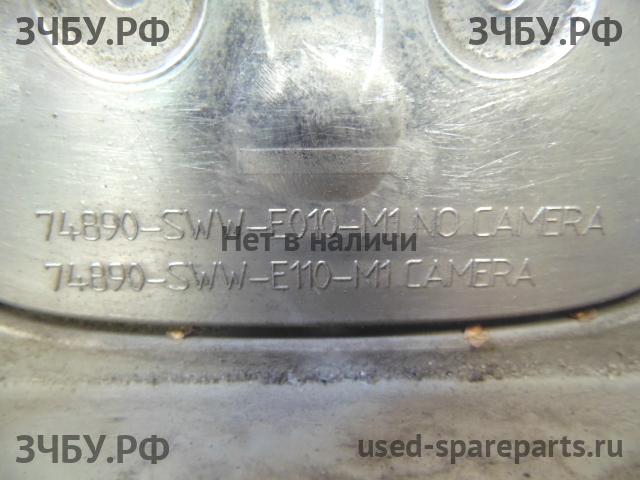 ЗЧБУ.РФ
ЗЧБУ.РФ
74890-SWW-E010-M1 NO CAMERA
Нет в наличи
74890-SWW-E110-M1 CAMERA
ЗЧБУ.РФ
used-spareparts.ru